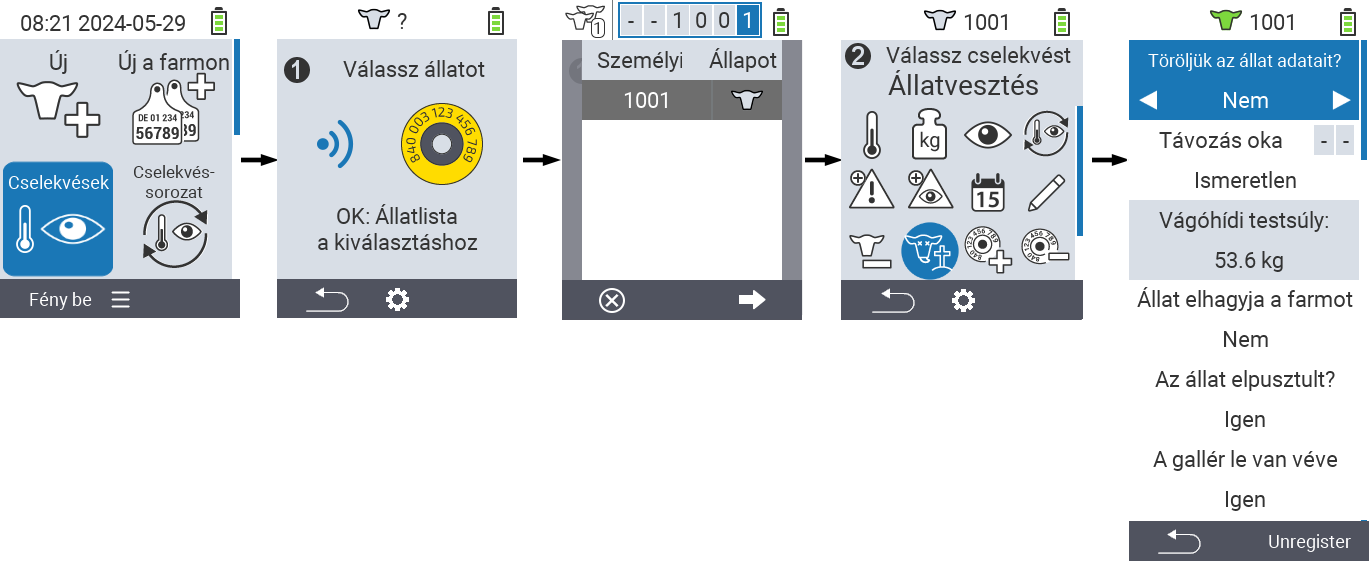 08:21 2024-05-29
Új
Új a farmon
DE 01 234
56789
234
39
Cselekvések
Cselekvés-
sorozat
Fény be
?
1
Válassz állatot
840 003 123 456 789
OK: Állatlista
a kiválasztáshoz
1
- - 1 0 0 1
Személyi
Állapot
1001
1001
2
Válassz cselekvést
Állatvesztés
kg
15
840 123 456 789
840 123 456 789
1001
Töröljük az állat adatait?
Nem
Távozás oka
- -
Ismeretlen
Vágóhídi testsúly:
53.6 kg
Állat elhagyja a farmot
Nem
Az állat elpusztult?
Igen
A gallér le van véve
Igen
Unregister